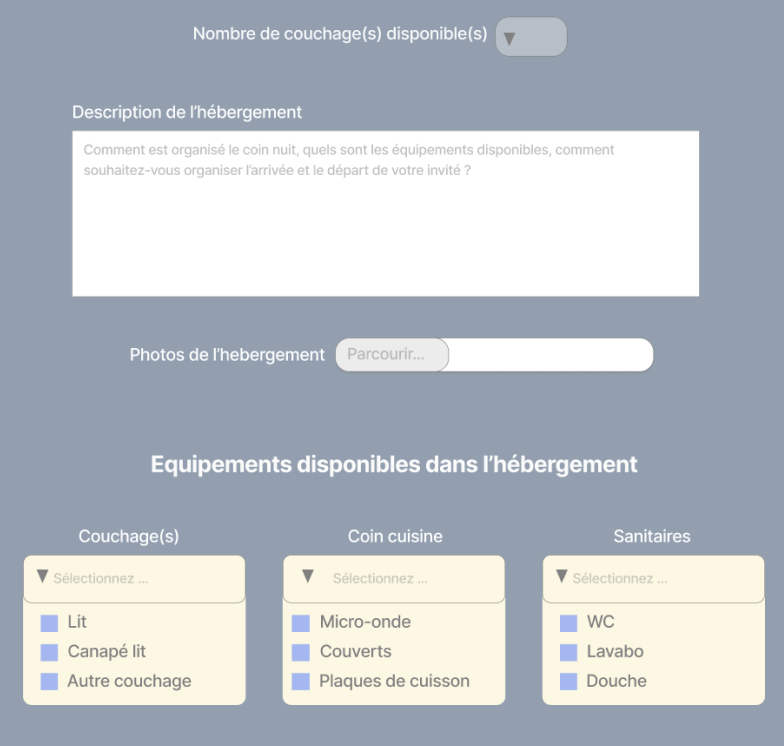 Nombre de couchage(s) disponible(s)
Description de l'hébergement
Comment est organisé le coin nuit, quels sont les équipements disponibles, comment
souhaitez-vous organiser l'arrivée et le départ de votre invité ?
Photos de l'hebergement Parcourir...
Equipements disponibles dans l'hébergement
Couchage(s)
Sélectionnez ...
Lit
Canapé lit
Autre couchage
Coin cuisine
Sélectionnez ...
Micro-onde
Couverts
Plaques de cuisson
Sanitaires
Sélectionnez ...
WC
Lavabo
Douche